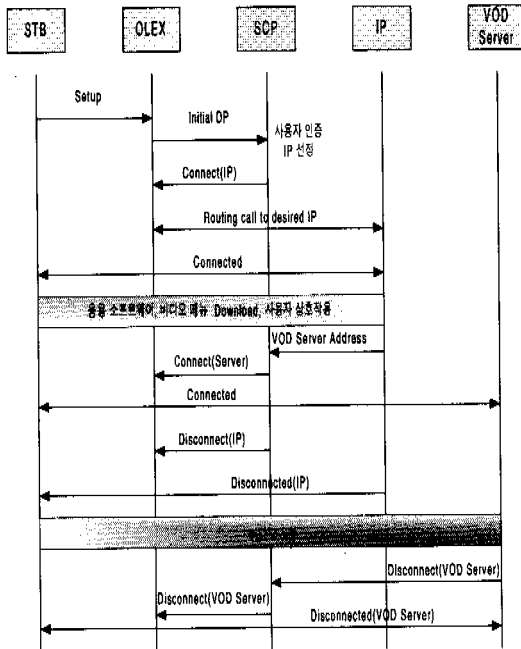 STB OLEX SCP IP VOD Server
Setup
Initial DP
사용자 인증
IP 선정
Connect(IP)
Routing call to desired IP
Connected
응용 소프트웨어, 비디오 메뉴 Download, 사용자 상호작용
VOD Server Address
Connect(Server)
Connected
Disconnect(IP)
Disconnected(IP)
Disconnect(VOD Server)
Disconnect(VOD Server)
Disconnected(VOD Server)